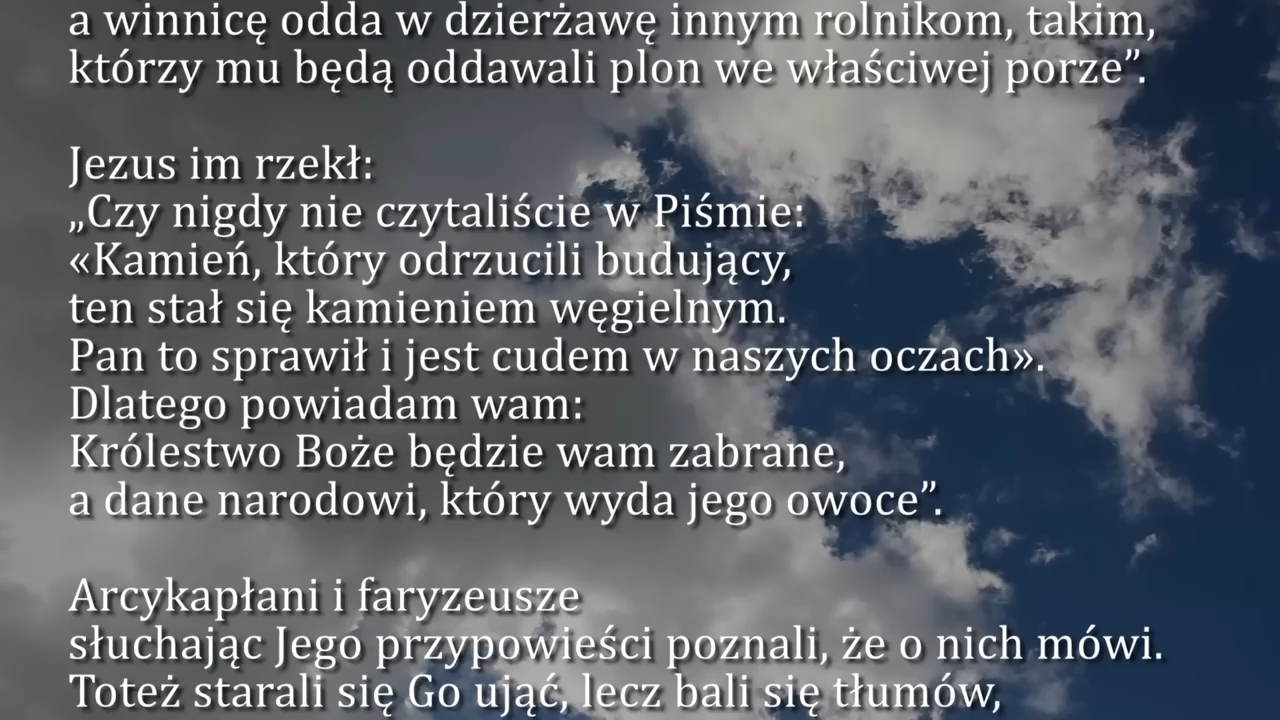 a winnicę odda w dzierżawę innym rolnikom, takim,
którzy mu będą oddawali plon we właściwej porze”.
Jezus im rzekł:
„Czy nigdy nie czytaliście w Piśmie:
«Kamień, który odrzucili budujący,
ten stał się kamieniem węgielnym.
Pan to sprawił i jest cudem w naszych oczach».
Dlatego powiadam wam:
Królestwo Boże będzie wam zabrane,
a dane narodowi, który wyda jego owoce”.
Arcykapłani i faryzeusze
słuchając Jego przypowieści poznali, że o nich mówi.
Toteż starali się Go ująć, lecz bali się tłumów,